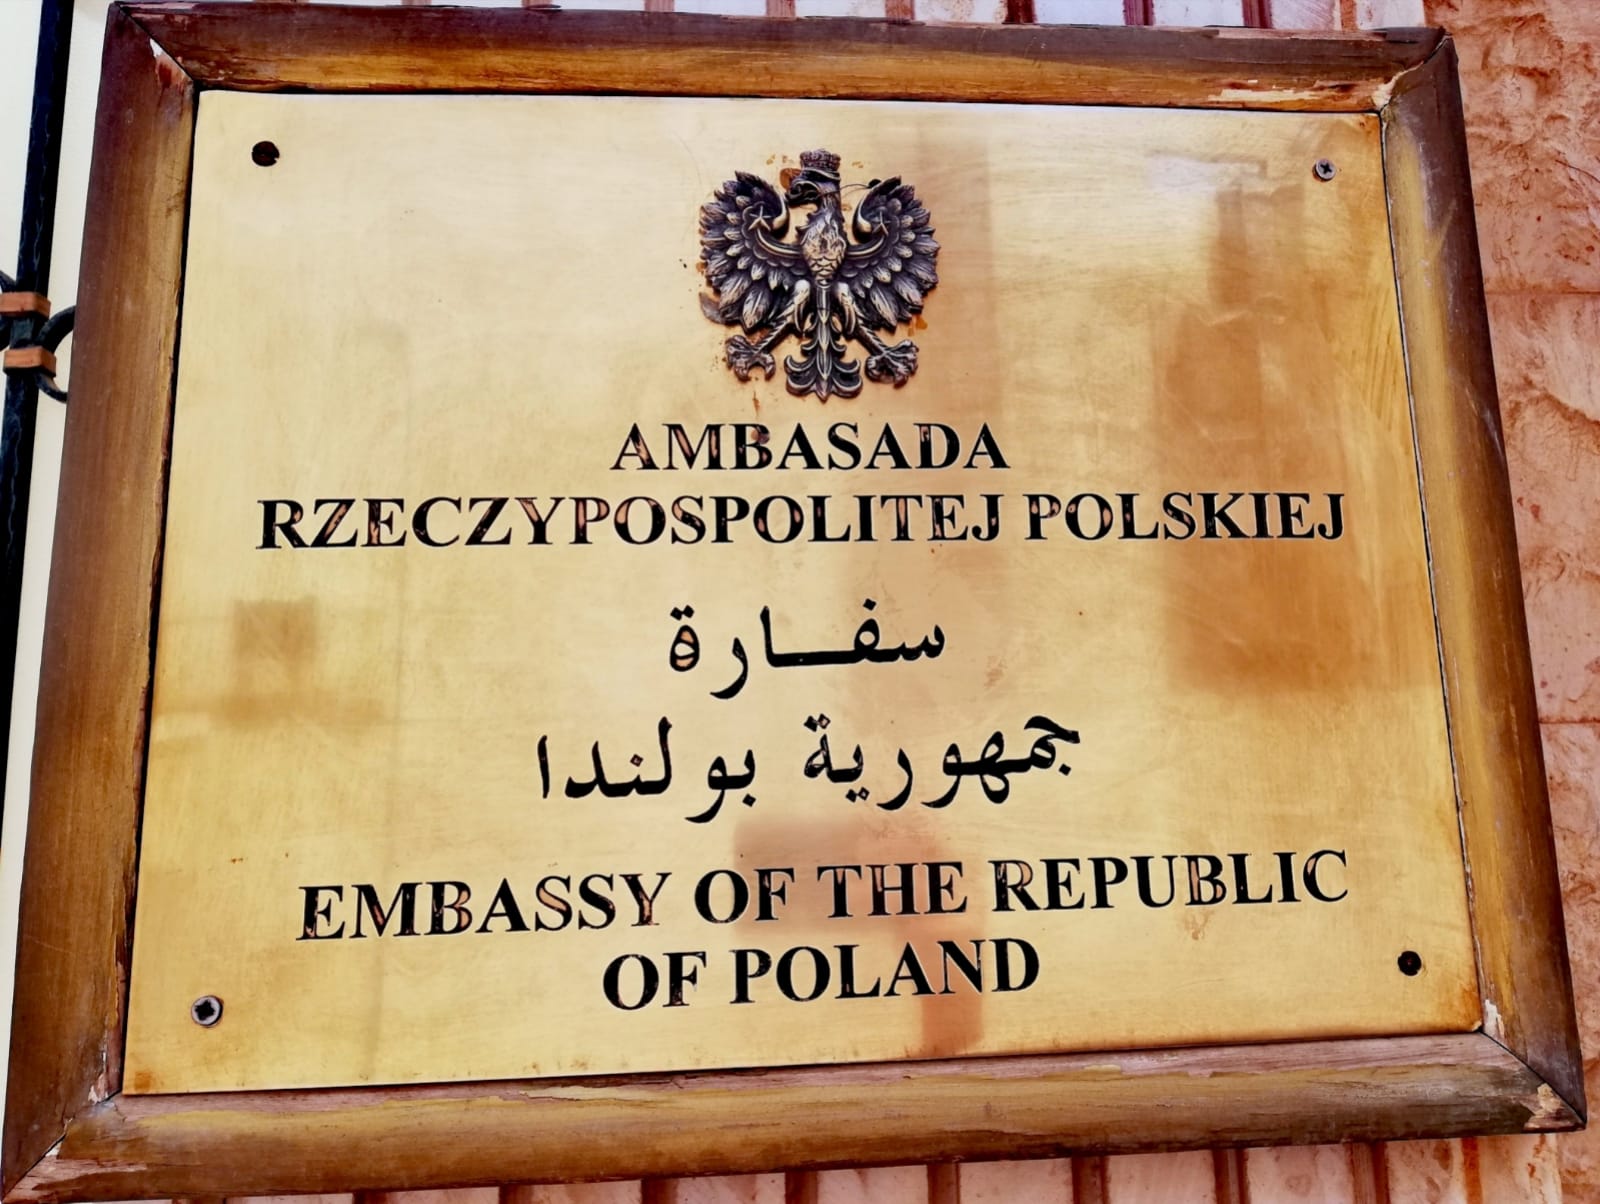 AMBASADA
RZECZYPOSPOLITEJ POLSKIEJ
سفـــارة
جمهورية بولندا
EMBASSY OF THE REPUBLIC
OF POLAND